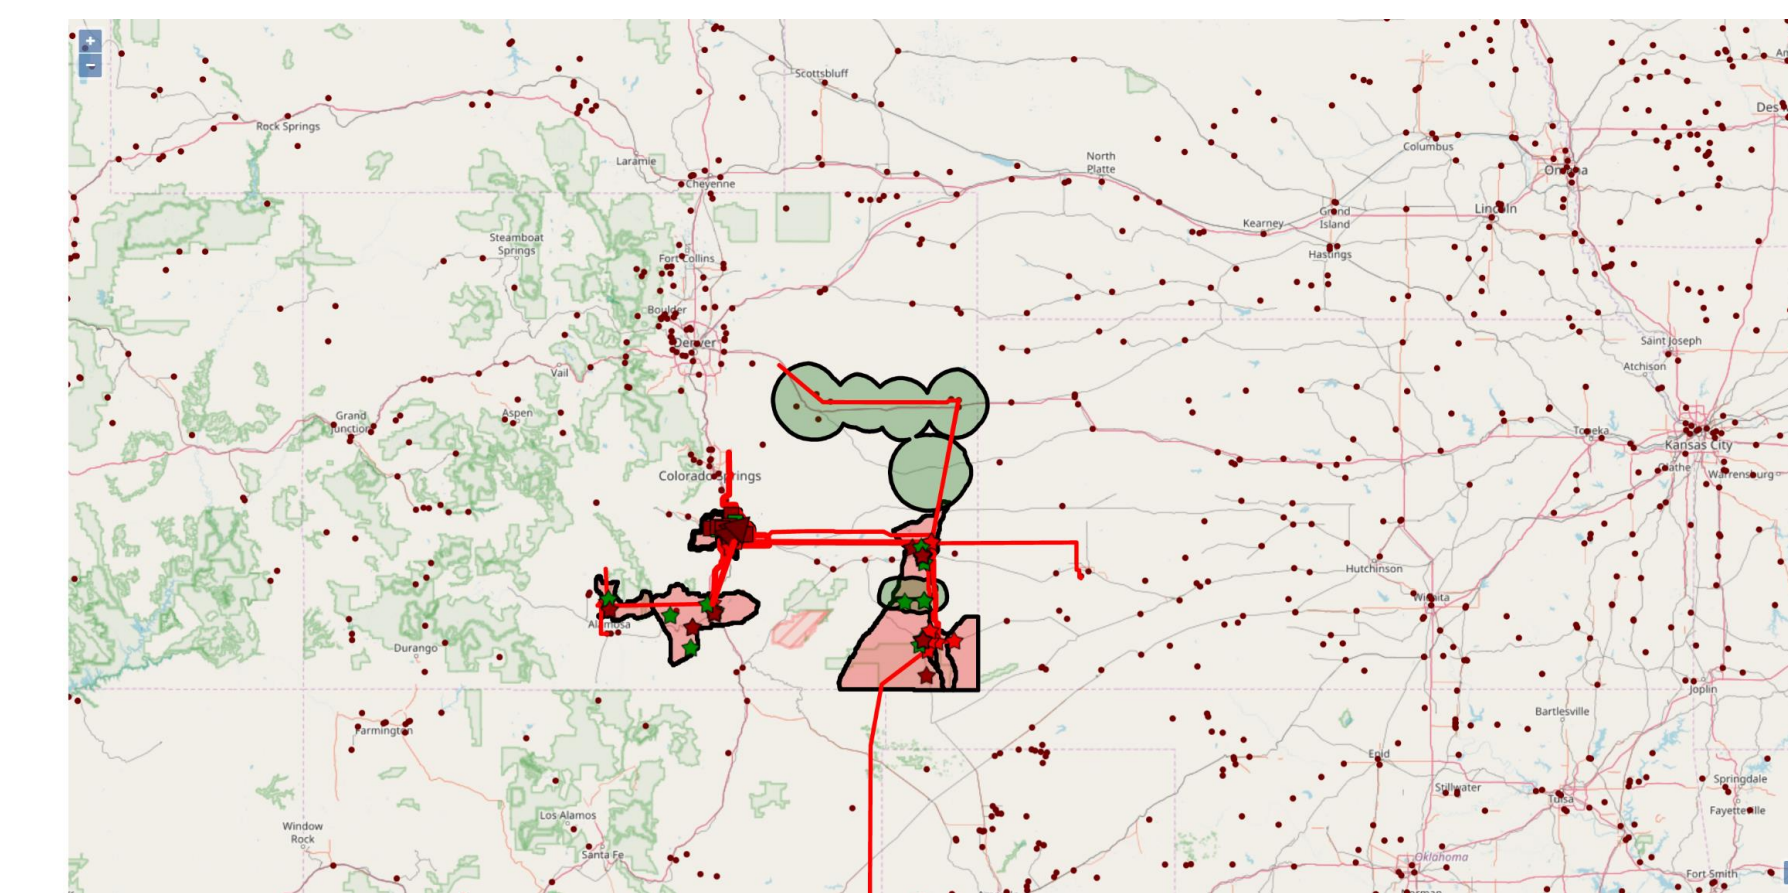 +
−
Scottsbluff
Des
Rock Springs
Columbus
Laramie
North
Platte
Cheyenne
Lincoln
Kearney
Grand
Island
Steamboat
Springs
Hastings
Fort Collins
Boulder
Denver
Saint Joseph
Atchison
Vail
Grand
Junction
Aspen
Topeka
Kansas City
Olathe
Warrensburg
Colorado Springs
Hutchinson
Wichita
Alamosa
Durango
Joplin
Bartlesville
Farmington
Enid
Springdale
Stillwater
Tulsa
Fayetteville
Los Alamos
Window
Rock
Santa Fe
Oklahoma
Fort Smith